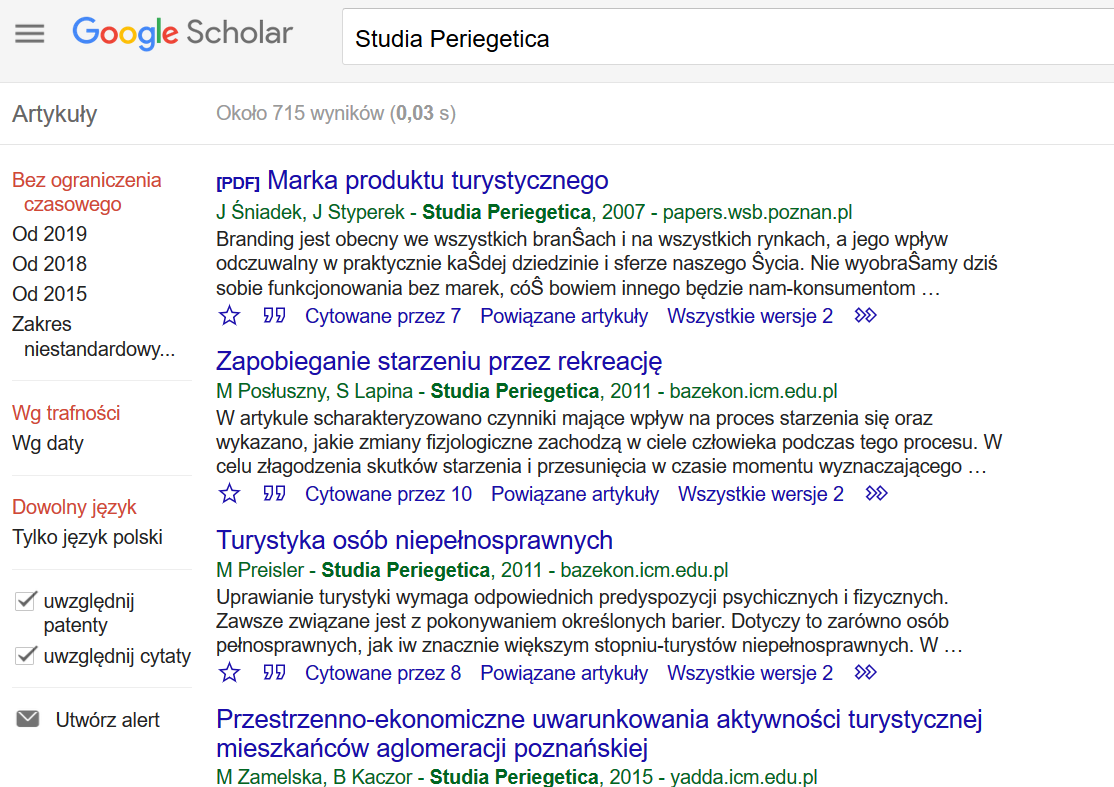 Google Scholar
Studia Periegetica
Artykuły
Około 715 wyników (0,03 s)
Bez ograniczenia
czasowego
Od 2019
Od 2018
Od 2015
Zakres
niestandardowy...
Wg trafności
Wg daty
Dowolny język
Tylko język polski
uwzględnij
patenty
uwzględnij cytaty
Utwórz alert
[PDF] Marka produktu turystycznego
J Śniadek, J Styperek - Studia Periegetica, 2007 - papers.wsb.poznan.pl
Branding jest obecny we wszystkich branŜach i na wszystkich rynkach, a jego wpływ
odczuwalny w praktycznie kaŜdej dziedzinie i sferze naszego Ŝycia. Nie wyobraŜamy dziś
sobie funkcjonowania bez marek, cóŜ bowiem innego będzie nam-konsumentom …
Cytowane przez 7 Powiązane artykuły Wszystkie wersje 2
Zapobieganie starzeniu przez rekreację
M Posłuszny, S Lapina - Studia Periegetica, 2011 - bazekon.icm.edu.pl
W artykule scharakteryzowano czynniki mające wpływ na proces starzenia się oraz
wykazano, jakie zmiany fizjologiczne zachodzą w ciele człowieka podczas tego procesu. W
celu złagodzenia skutków starzenia i przesunięcia w czasie momentu wyznaczającego …
Cytowane przez 10 Powiązane artykuły Wszystkie wersje 2
Turystyka osób niepełnosprawnych
M Preisler - Studia Periegetica, 2011 - bazekon.icm.edu.pl
Uprawianie turystyki wymaga odpowiednich predyspozycji psychicznych i fizycznych.
Zawsze związane jest z pokonywaniem określonych barier. Dotyczy to zarówno osób
pełnosprawnych, jak iw znacznie większym stopniu-turystów niepełnosprawnych. W …
Cytowane przez 8 Powiązane artykuły Wszystkie wersje 2
Przestrzenno-ekonomiczne uwarunkowania aktywności turystycznej
mieszkańców aglomeracji poznańskiej
M Zamelska, B Kaczor - Studia Periegetica, 2015 - yadda.icm.edu.pl